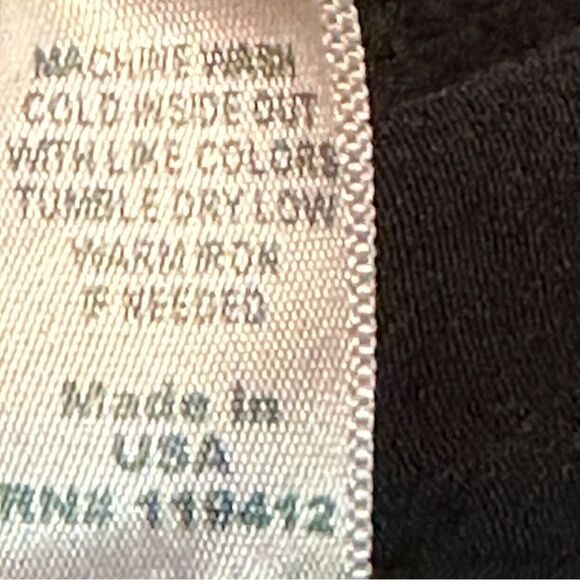 MACHINE WASH
COLD INSIDE OUT
WITH LIKE COLORS
TUMBLE DRY LOW
WARM IRON
IF NEEDED
Made in
USA
RN# 119412